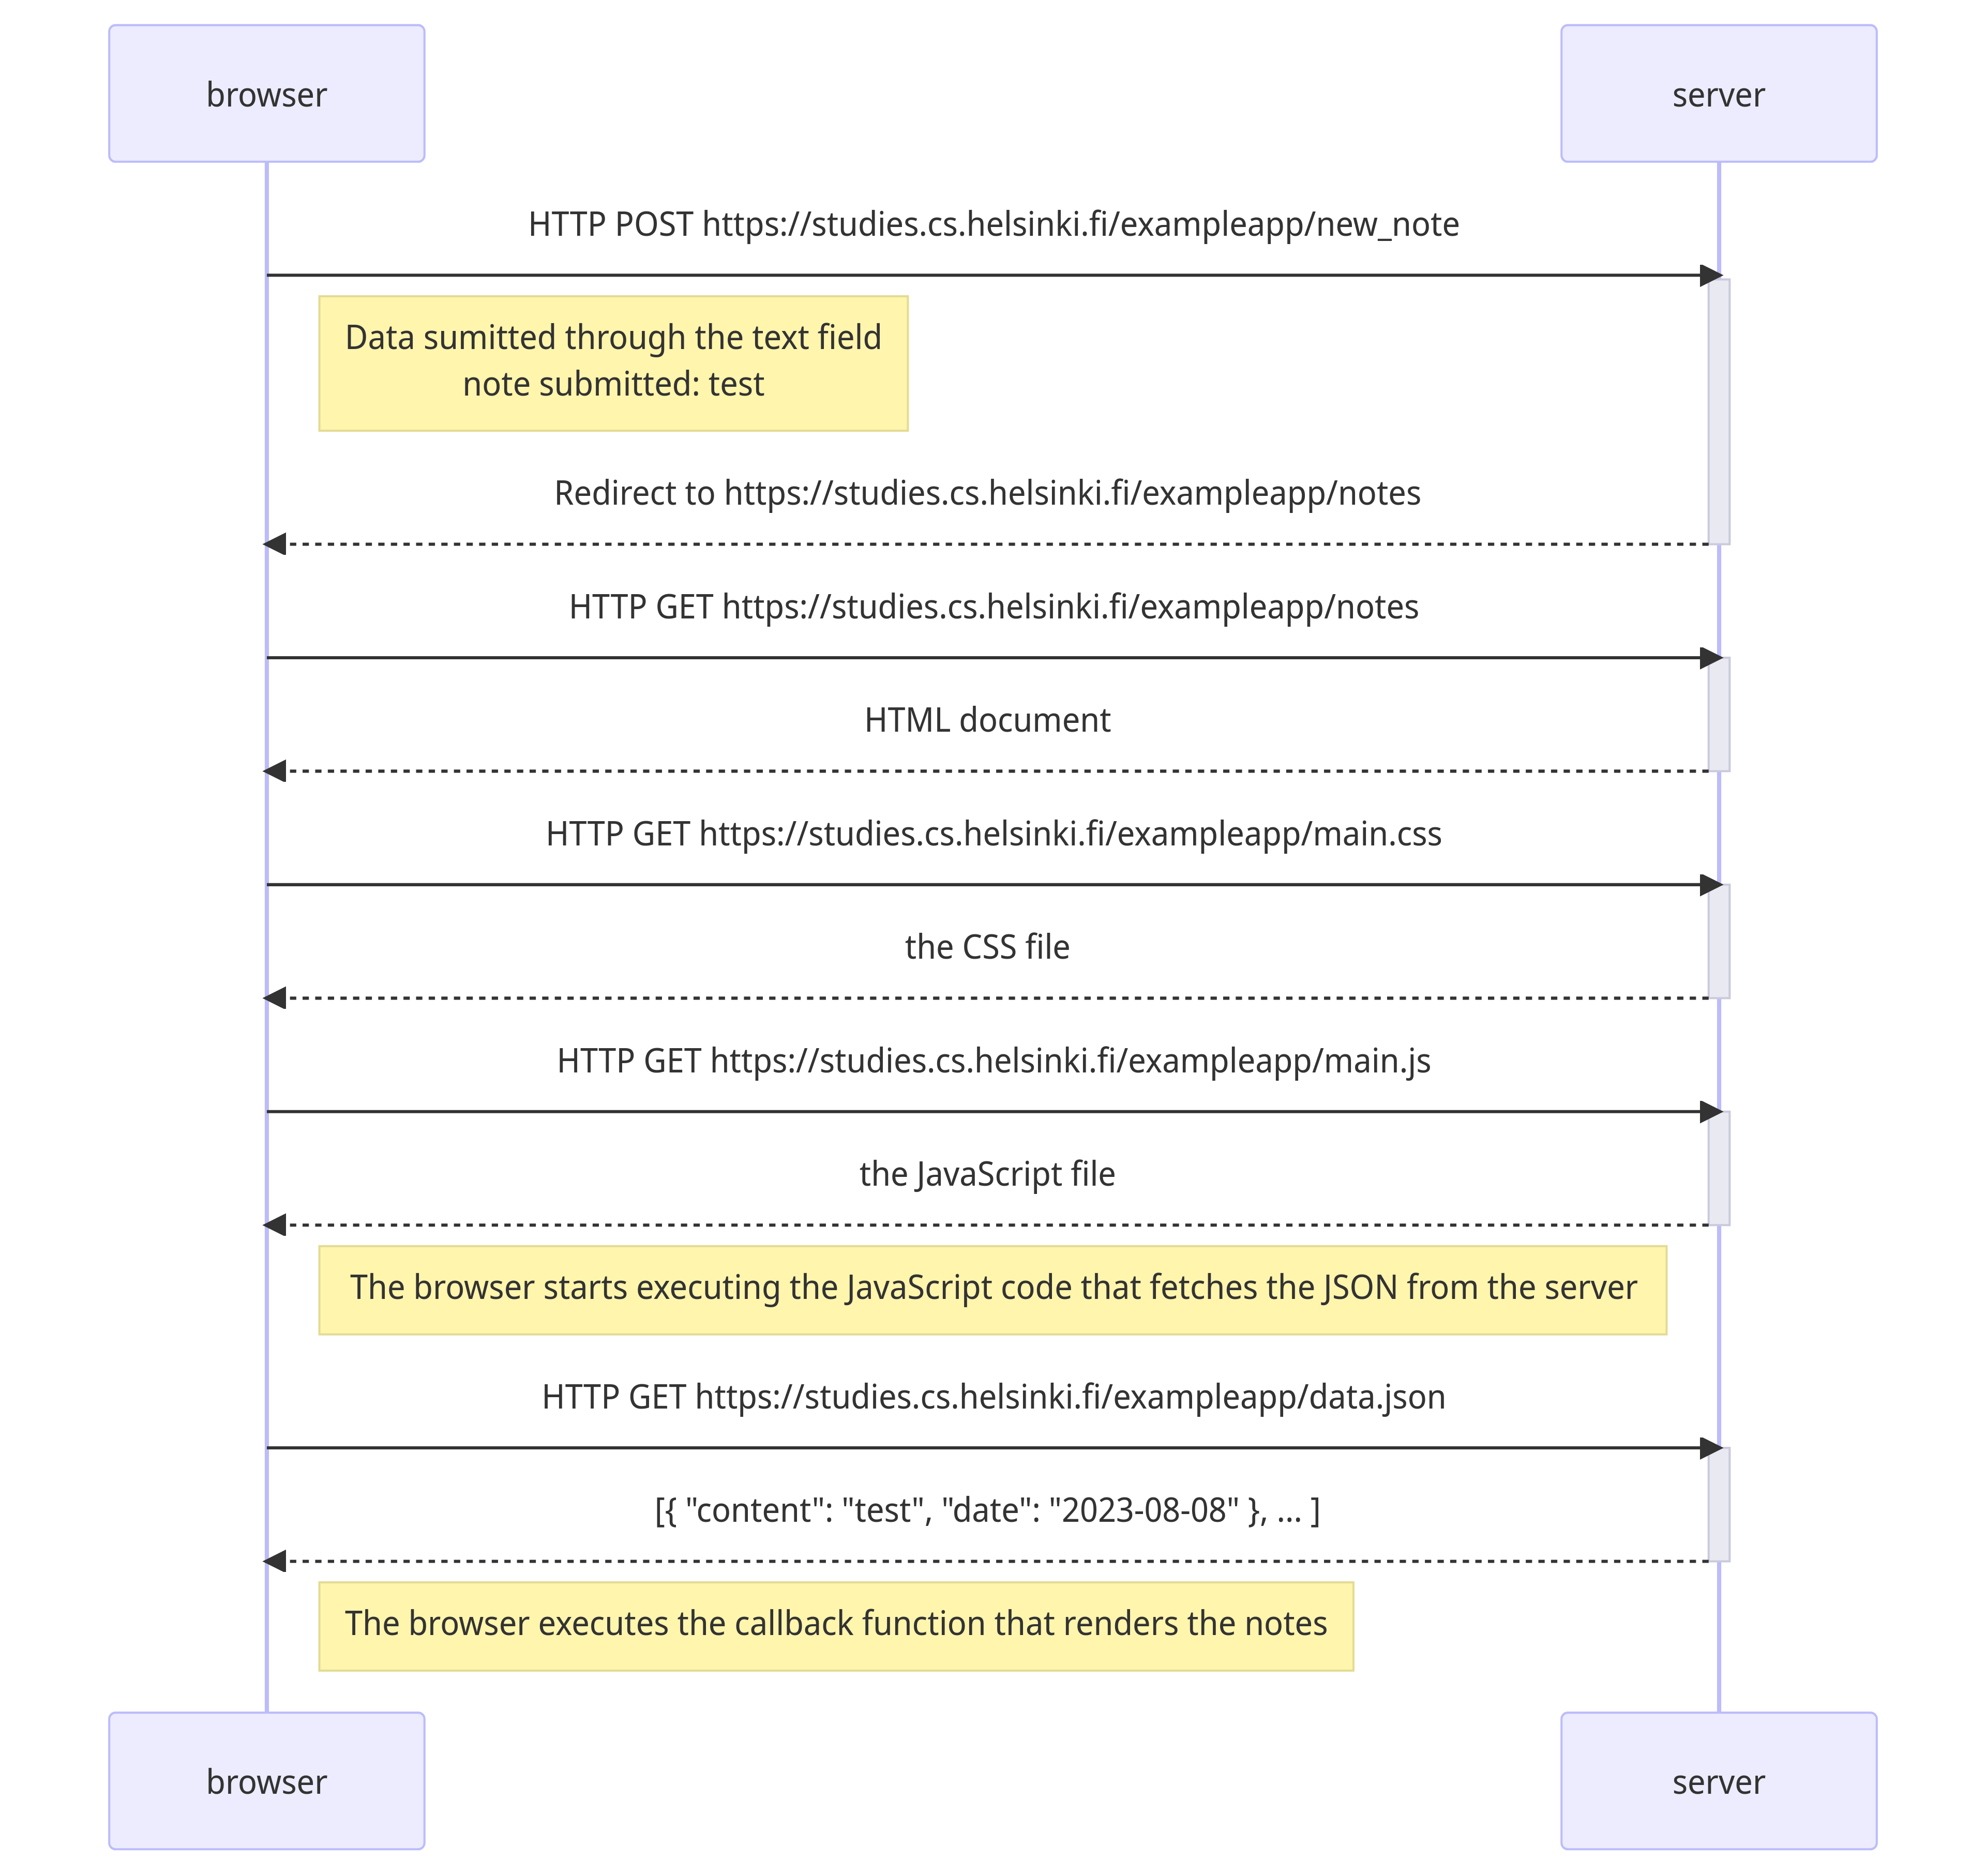 browser
server
HTTP POST https://studies.cs.helsinki.fi/exampleapp/new_note
Data sumitted through the text field
note submitted: test
Redirect to https://studies.cs.helsinki.fi/exampleapp/notes
HTTP GET https://studies.cs.helsinki.fi/exampleapp/notes
HTML document
HTTP GET https://studies.cs.helsinki.fi/exampleapp/main.css
the CSS file
HTTP GET https://studies.cs.helsinki.fi/exampleapp/main.js
the JavaScript file
The browser starts executing the JavaScript code that fetches the JSON from the server
HTTP GET https://studies.cs.helsinki.fi/exampleapp/data.json
[{ "content": "test", "date": "2023-08-08" }, ... ]
The browser executes the callback function that renders the notes
browser
server